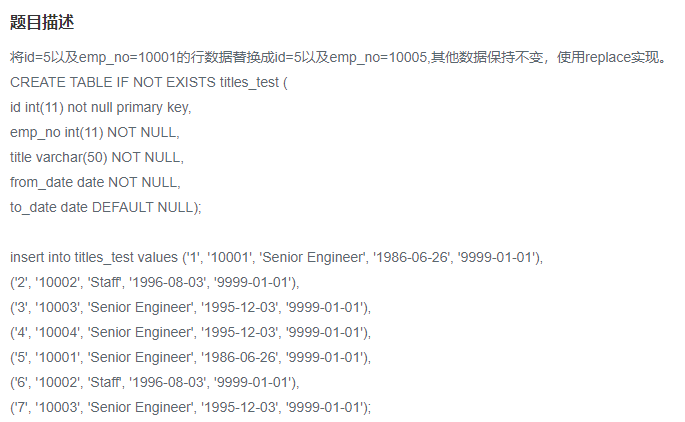 题目描述
将id=5以及emp_no=10001的行数据替换成id=5以及emp_no=10005,其他数据保持不变，使用replace实现。
CREATE TABLE IF NOT EXISTS titles_test (
id int(11) not null primary key,
emp_no int(11) NOT NULL,
title varchar(50) NOT NULL,
from_date date NOT NULL,
to_date date DEFAULT NULL);
insert into titles_test values ('1', '10001', 'Senior Engineer', '1986-06-26', '9999-01-01'),
('2', '10002', 'Staff', '1996-08-03', '9999-01-01'),
('3', '10003', 'Senior Engineer', '1995-12-03', '9999-01-01'),
('4', '10004', 'Senior Engineer', '1995-12-03', '9999-01-01'),
('5', '10001', 'Senior Engineer', '1986-06-26', '9999-01-01'),
('6', '10002', 'Staff', '1996-08-03', '9999-01-01'),
('7', '10003', 'Senior Engineer', '1995-12-03', '9999-01-01');